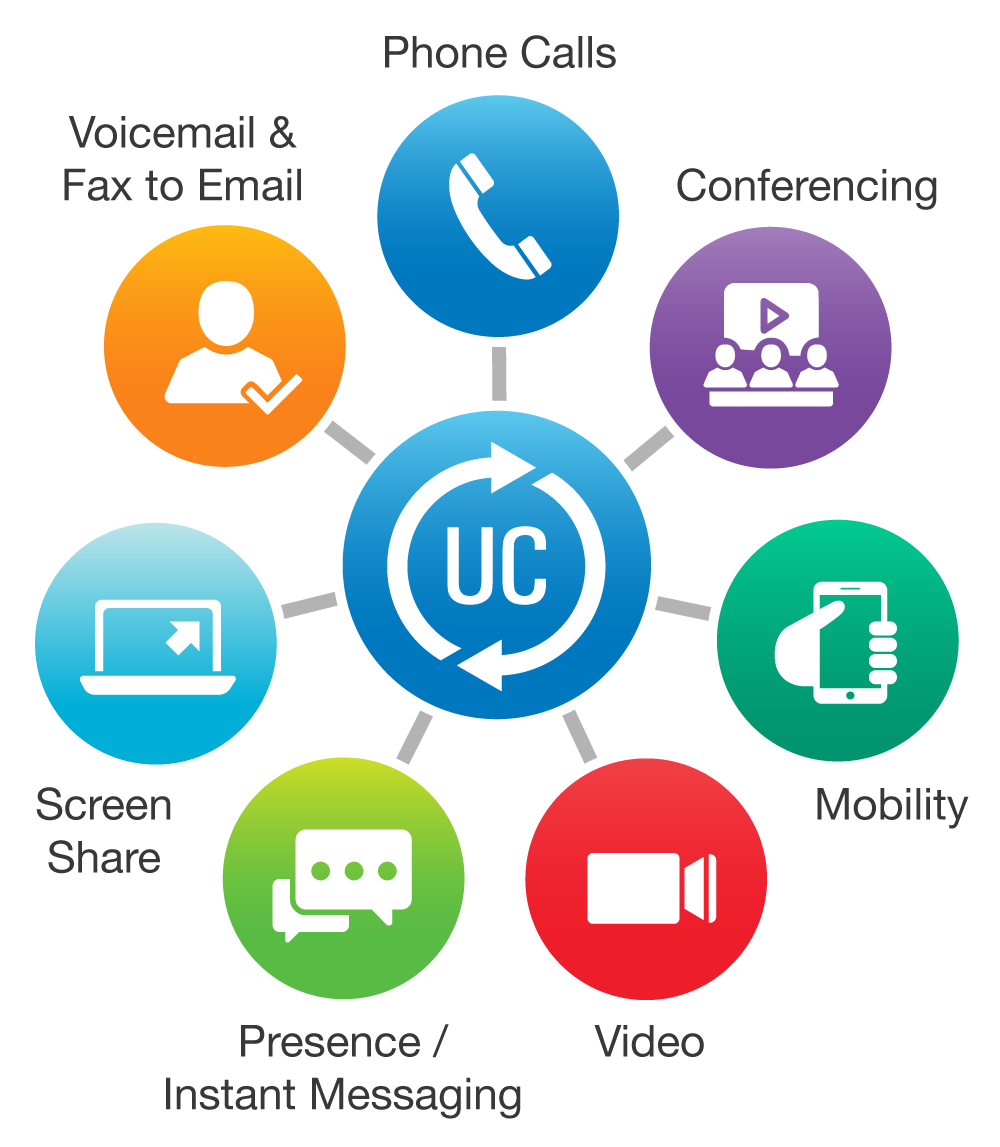 Phone Calls
Voicemail &
Fax to Email
Conferencing
UC
Screen
Share
Mobility
Presence /
Instant Messaging
Video